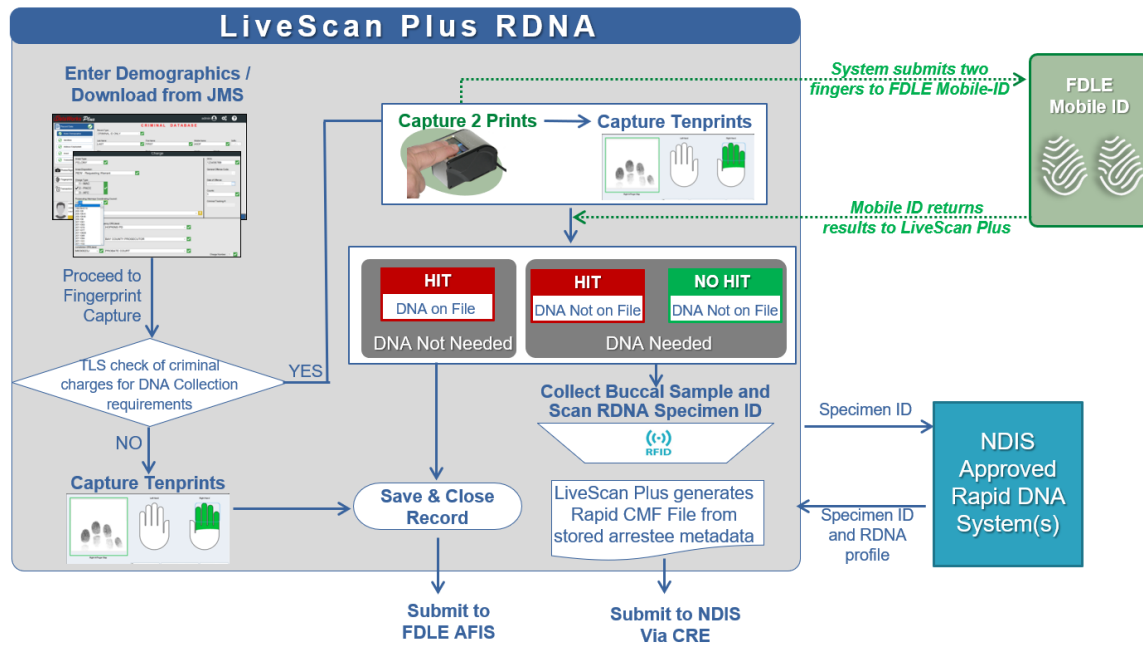 LiveScan Plus RDNA
Enter Demographics /
Download from JMS
CRIMINAL DATABASE
Charge
Proceed to
Fingerprint
Capture
TLS check of criminal
charges for DNA Collection
requirements
YES
NO
Capture Tenprints
Capture 2 Prints
Capture Tenprints
System submits two
fingers to FDLE Mobile-ID
FDLE
Mobile ID
Mobile ID returns
results to LiveScan Plus
HIT
DNA on File
DNA Not Needed
HIT
DNA Not on File
NO HIT
DNA Not on File
DNA Needed
Collect Buccal Sample and
Scan RDNA Specimen ID
RFID
Specimen ID
NDIS
Approved
Rapid DNA
System(s)
Specimen ID
and RDNA
profile
LiveScan Plus generates
Rapid CMF File from
stored arrestee metadata
Save & Close
Record
Submit to
FDLE AFIS
Submit to NDIS
Via CRE